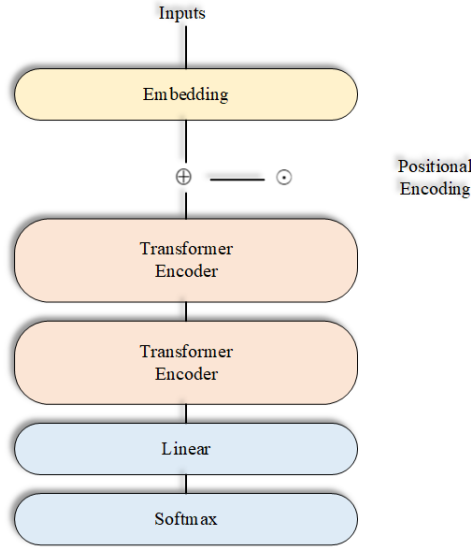 Inputs
Embedding
⊕
⊙
Positional
Encoding
Transformer
Encoder
Transformer
Encoder
Linear
Softmax